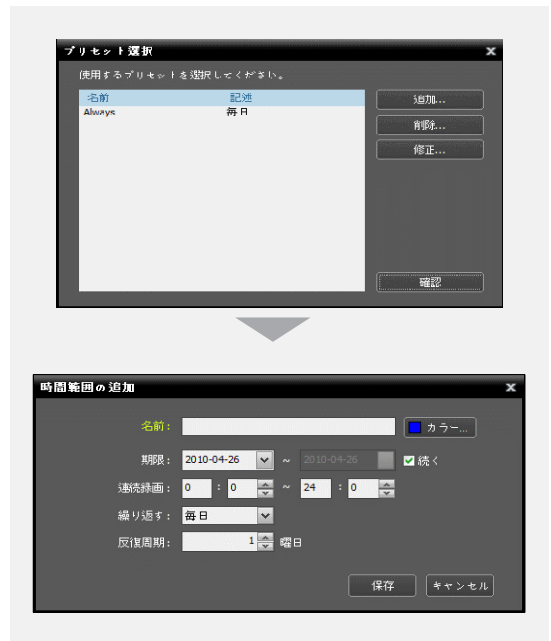 プリセット選択 x
使用するプリセットを選択してください。
名前 記述
Always 毎日
追加...
削除...
修正...
確認
時間範囲の追加 x
名前 : カラー...
期限 : 2010-04-26 ~ 2010-04-26 続く
連続録画 : 0 : 0 ~ 24 : 0
繰り返す : 毎日
反復周期: 1 曜日
保存 キャンセル